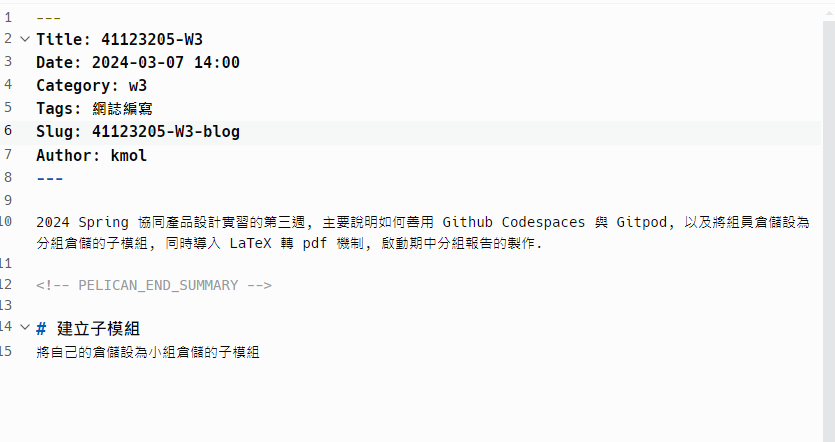 1 ---
2 Title: 41123205-W3
3 Date: 2024-03-07 14:00
4 Category: w3
5 Tags: 網誌編寫
6 Slug: 41123205-W3-blog
7 Author: kmol
8 ---
9
10 2024 Spring 協同產品設計實習的第三週, 主要說明如何善用 Github Codespaces 與 Gitpod, 以及將組員倉儲設為
分組倉儲的子模組, 同時導入 LaTeX 轉 pdf 機制, 啟動期中分組報告的製作.
11
12 <!-- PELICAN_END_SUMMARY -->
13
14 # 建立子模組
15 將自己的倉儲設為小組倉儲的子模組